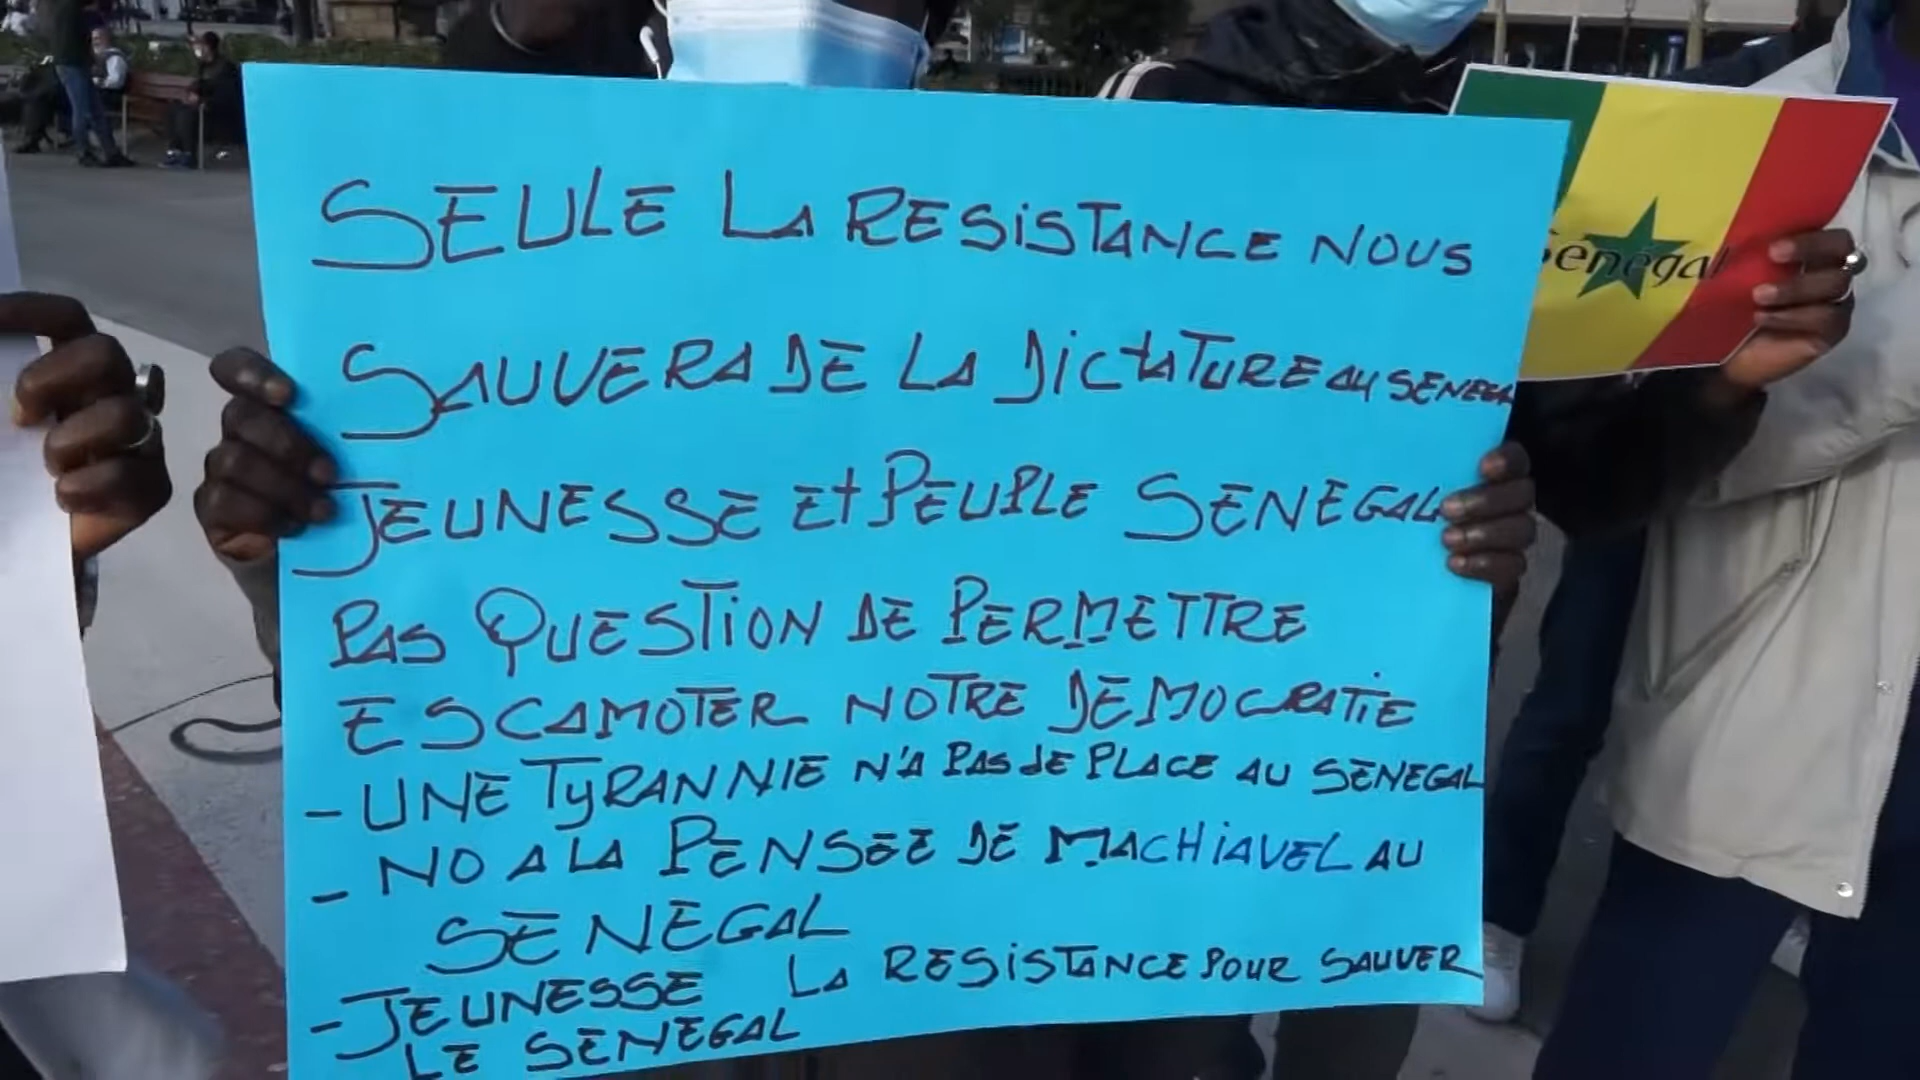 SEULE LA RESISTANCE NOUS
SAUVERA DE LA DICTATURE AU SENEGA
JEUNESSE Et PEUPLE SENEGAL
PAS QUESTION DE PERMETTRE
ESCAMOTER NOTRE DEMOCRATIE
- UNE TYRANNIE N'A PAS DE PLACE AU SENEGAL
- NO A LA PENSEE DE MACHIAVEL AU
SENEGAL
- JEUNESSE LA RESISTANCE POUR SAUVER
LE SENEGAL
Sénégal